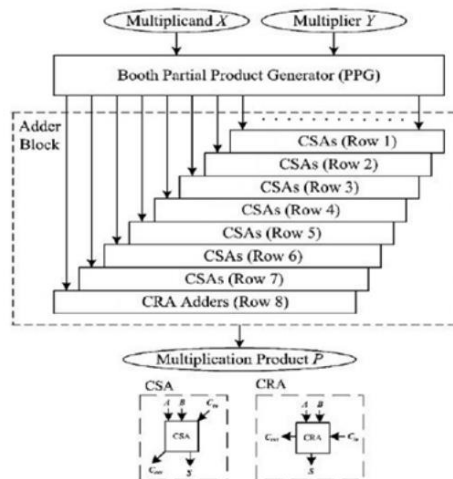 Multiplicand X
Multiplier Y
Booth Partial Product Generator (PPG)
Adder
Block
CSAs (Row 1)
CSAs (Row 2)
CSAs (Row 3)
CSAs (Row 4)
CSAs (Row 5)
CSAs (Row 6)
CSAs (Row 7)
CRA Adders (Row 8)
Multiplication Product P
CSA
CRA
A B Cin
A B
CSA
Cout CRA Cin
Cout S
S